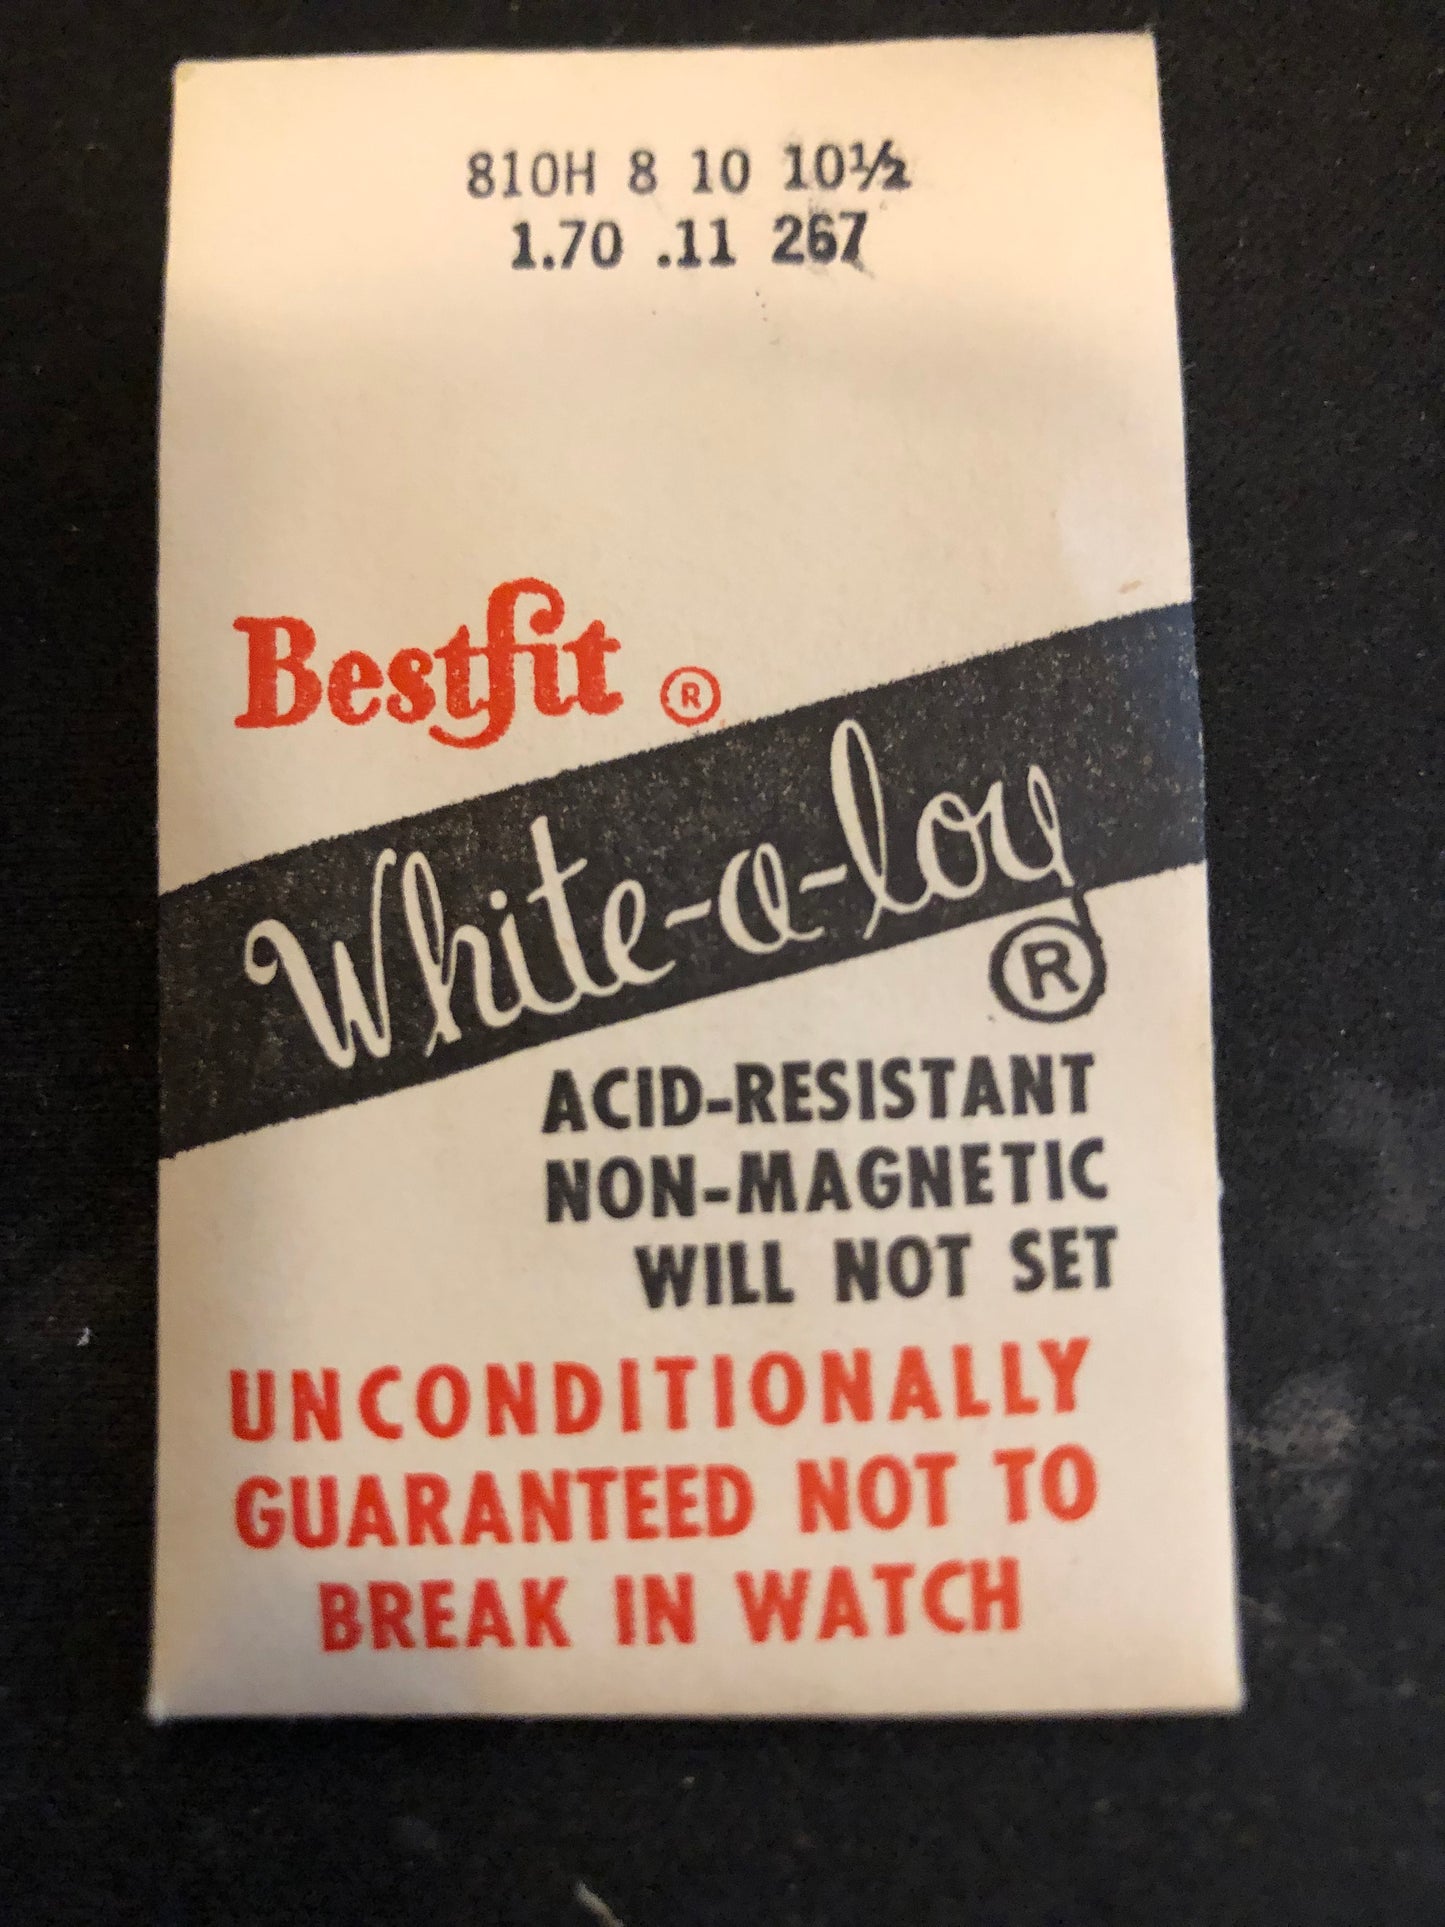 810H 8 10 10½
1.70 .11 267
Bestfit ®
White-a-loy
®
ACID-RESISTANT
NON-MAGNETIC
WILL NOT SET
UNCONDITIONALLY
GUARANTEED NOT TO
BREAK IN WATCH